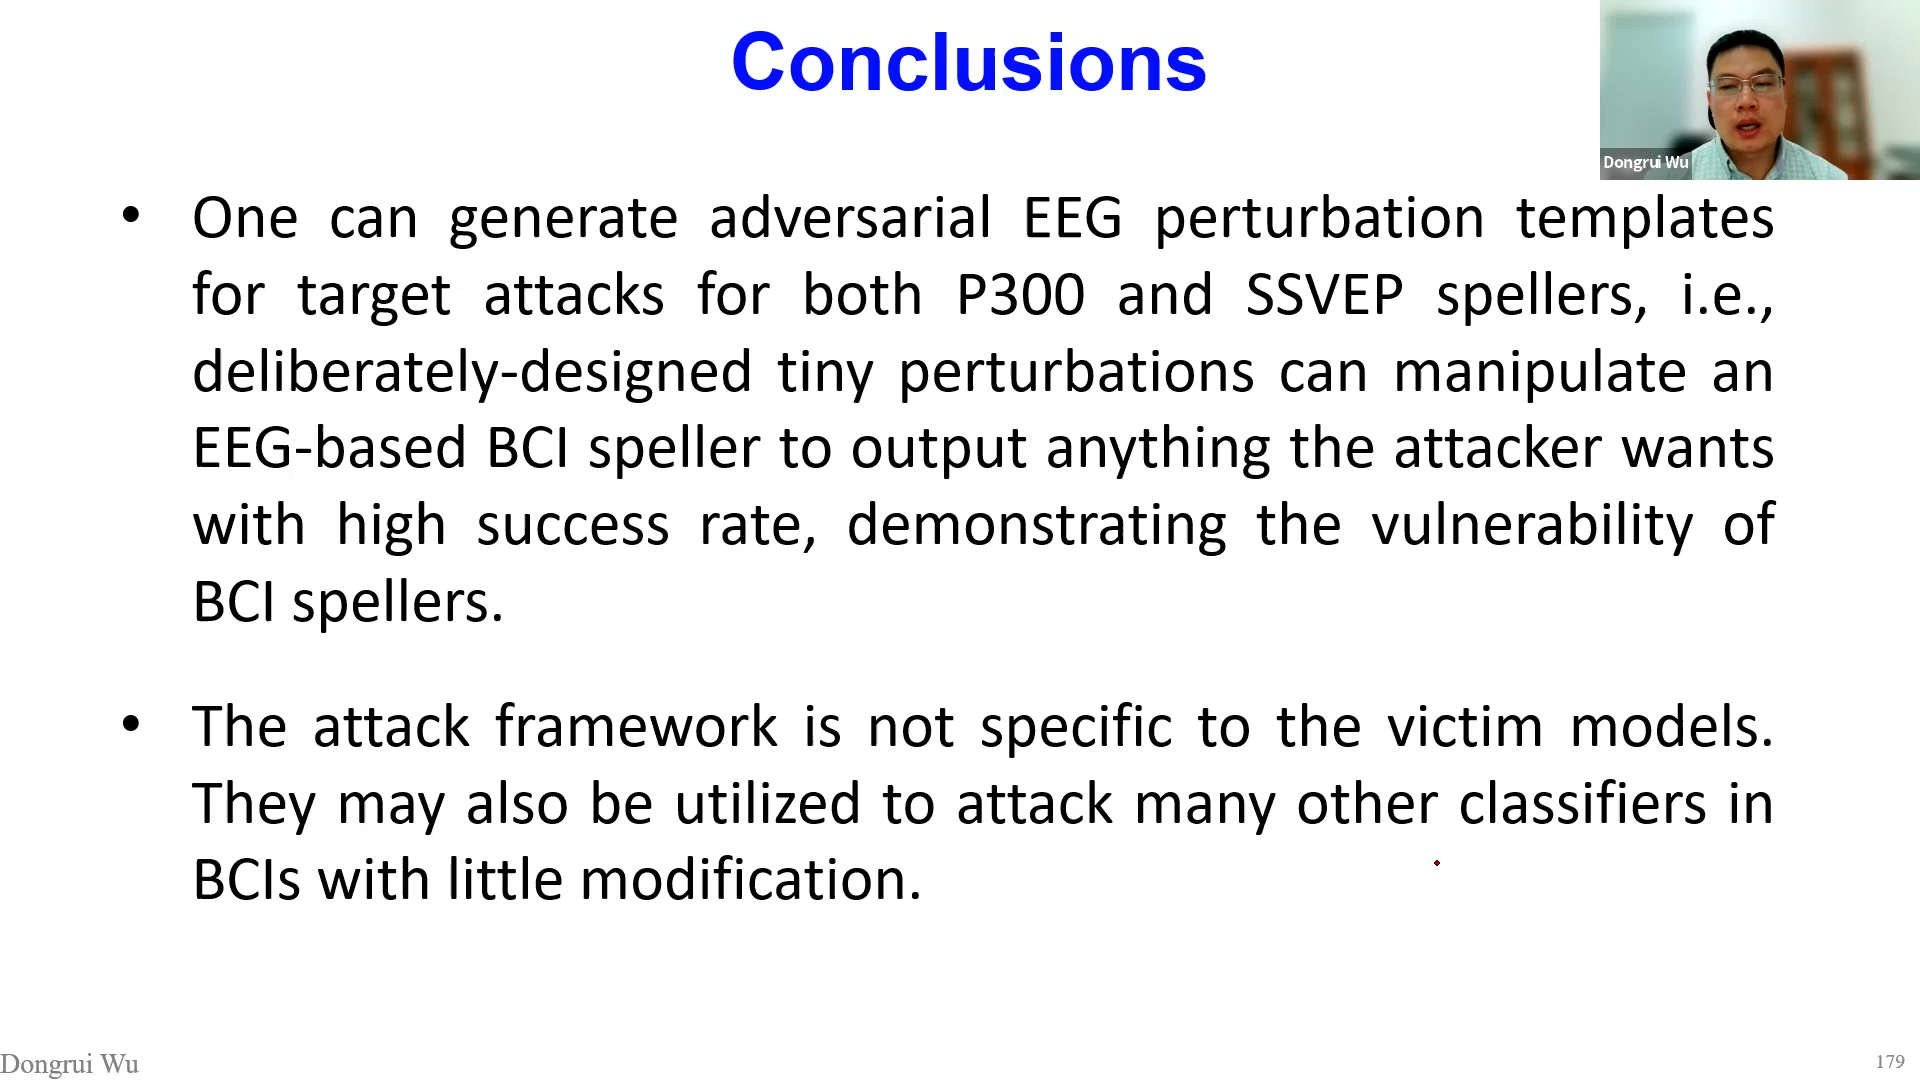 Conclusions
Dongrui Wu
• One can generate adversarial EEG perturbation templates
for target attacks for both P300 and SSVEP spellers, i.e.,
deliberately-designed tiny perturbations can manipulate an
EEG-based BCI speller to output anything the attacker wants
with high success rate, demonstrating the vulnerability of
BCI spellers.
• The attack framework is not specific to the victim models.
They may also be utilized to attack many other classifiers in
BCIs with little modification.
Dongrui Wu
179